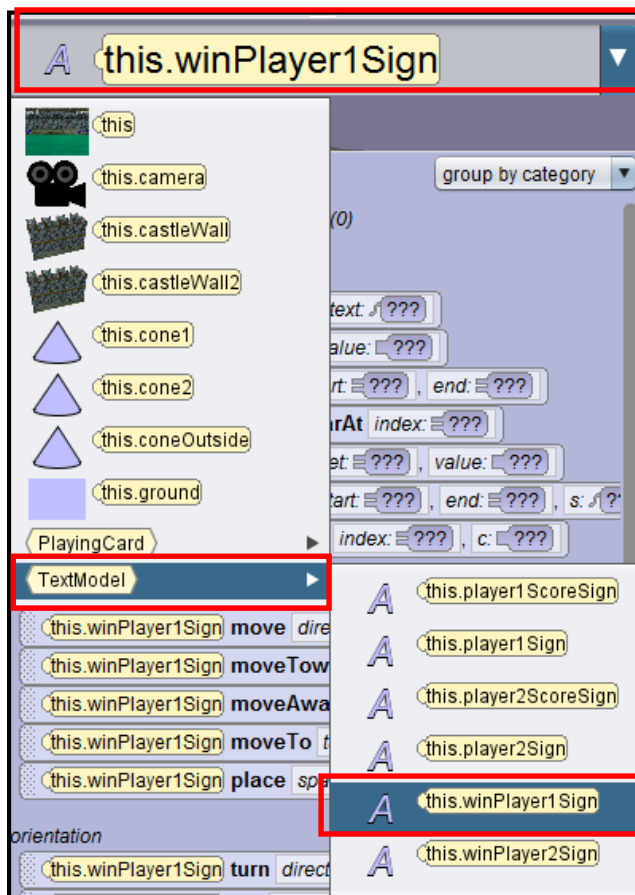 this.winPlayer1Sign
this
this.camera
this.castleWall
this.castleWall2
this.cone1
this.cone2
this.coneOutside
this.ground
PlayingCard
TextModel
group by category
(0)
text: ???
alue: ???
rt: ??? , end: ???
arAt index: ???
et: ??? , value: ???
tart: ??? , end: ??? , s: ?
index: ??? , c: ???
this.winPlayer1Sign move dire
this.winPlayer1Sign moveTow
this.winPlayer1Sign moveAwa
this.winPlayer1Sign moveTo t
this.winPlayer1Sign place spa
orientation
this.winPlayer1Sign turn direct
this.player1ScoreSign
this.player1Sign
this.player2ScoreSign
this.player2Sign
this.winPlayer1Sign
this.winPlayer2Sign